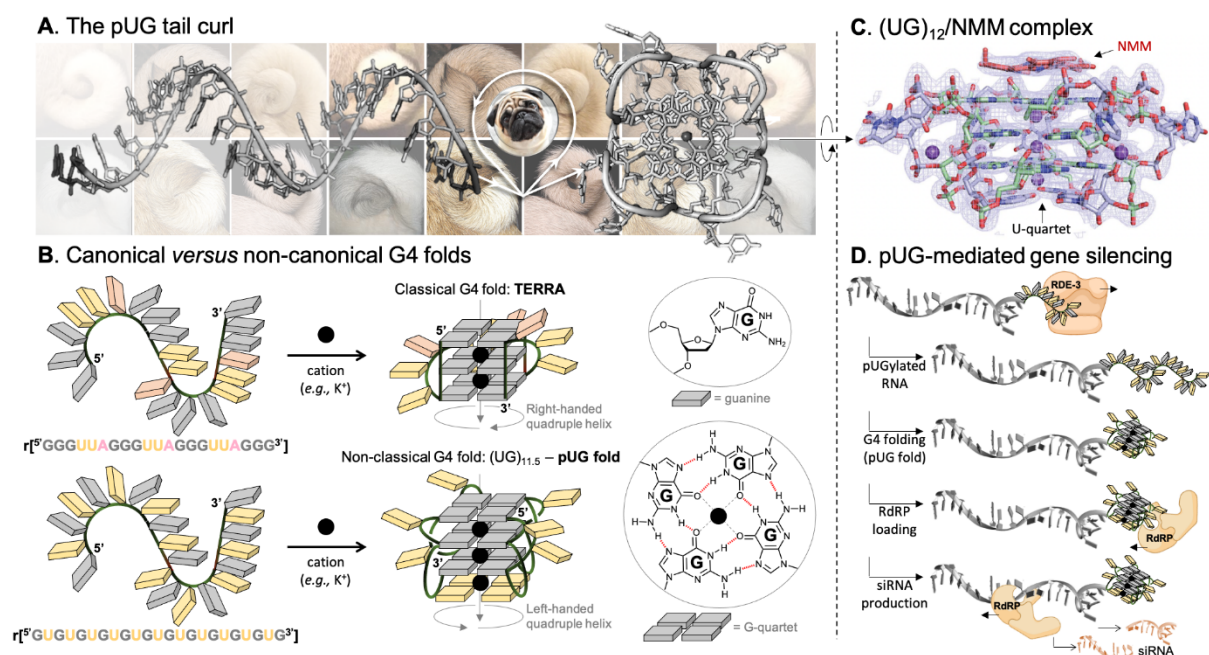 A. The pUG tail curl
B. Canonical versus non-canonical G4 folds
5'
3'
cation
(e.g., K⁺)
r[⁵'GGGUUAGGGUUAGGGUUAGGG³']
Classical G4 fold: TERRA
5'
3'
Right-handed
quadruple helix
O
N
NH
G
N
N
NH₂
O
O
O
= guanine
5'
3'
cation
(e.g., K⁺)
r[⁵'GUGUGUGUGUGUGUGUGUGUGUG³']
Non-classical G4 fold: (UG)₁₁.₅ – pUG fold
5'
3'
Left-handed
quadruple helix
G
G
G
G
= G-quartet
C. (UG)₁₂/NMM complex
NMM
U-quartet
D. pUG-mediated gene silencing
RDE-3
pUGylated
RNA
G4 folding
(pUG fold)
RdRP
loading
RdRP
siRNA
production
RdRP
siRNA